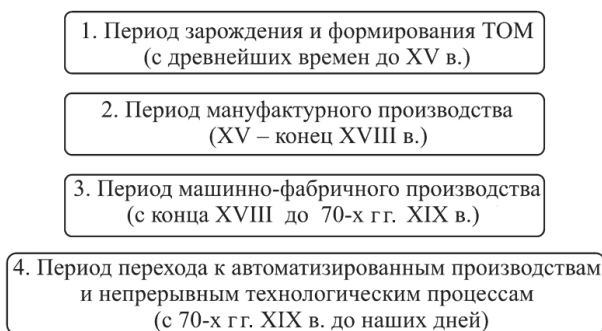 1. Период зарождения и формирования ТОМ
(с древнейших времен до XV в.)
2. Период мануфактурного производства
(XV – конец XVIII в.)
3. Период машинно-фабричного производства
(с конца XVIII до 70-х гг. XIX в.)
4. Период перехода к автоматизированным производствам
и непрерывным технологическим процессам
(с 70-х гг. XIX в. до наших дней)